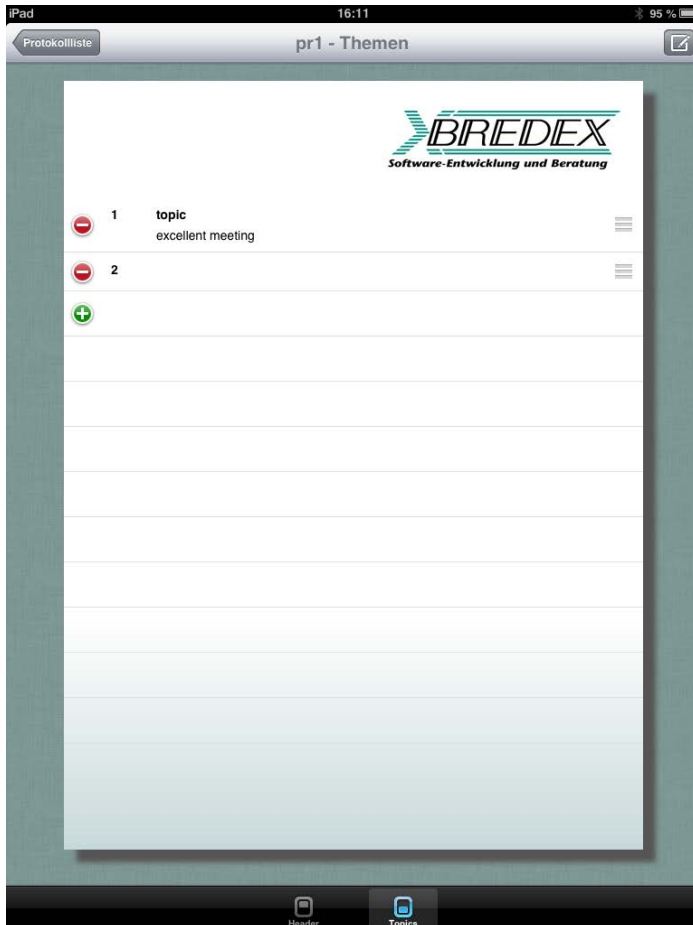 iPad 16:11 95 %
Protokollliste pr1 - Themen
BREDEX
Software-Entwicklung und Beratung
1 topic
excellent meeting
2
Header Topics